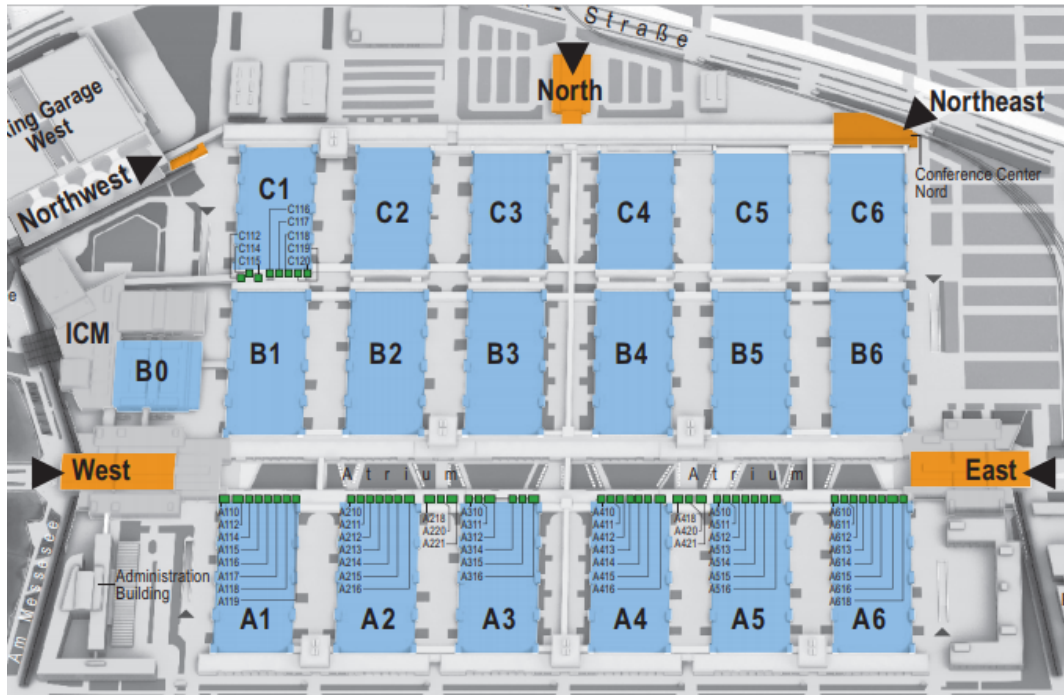 Straße
North
Northeast
king Garage
West
Northwest
Conference Center
Nord
C1
C2
C3
C4
C5
C6
C116
C117
C112
C118
C114
C119
C115
C120
ICM
B0
B1
B2
B3
B4
B5
B6
West
Atrium
Atrium
East
A110
A112
A114
A115
A116
A117
A118
A119
A210
A211
A212
A213
A214
A215
A216
A218
A220
A221
A310
A311
A312
A314
A315
A316
A410
A411
A412
A413
A414
A415
A416
A418
A420
A421
A510
A511
A512
A513
A514
A515
A516
A610
A611
A612
A613
A614
A615
A616
A618
Administration
Building
Am Messesee
A1
A2
A3
A4
A5
A6